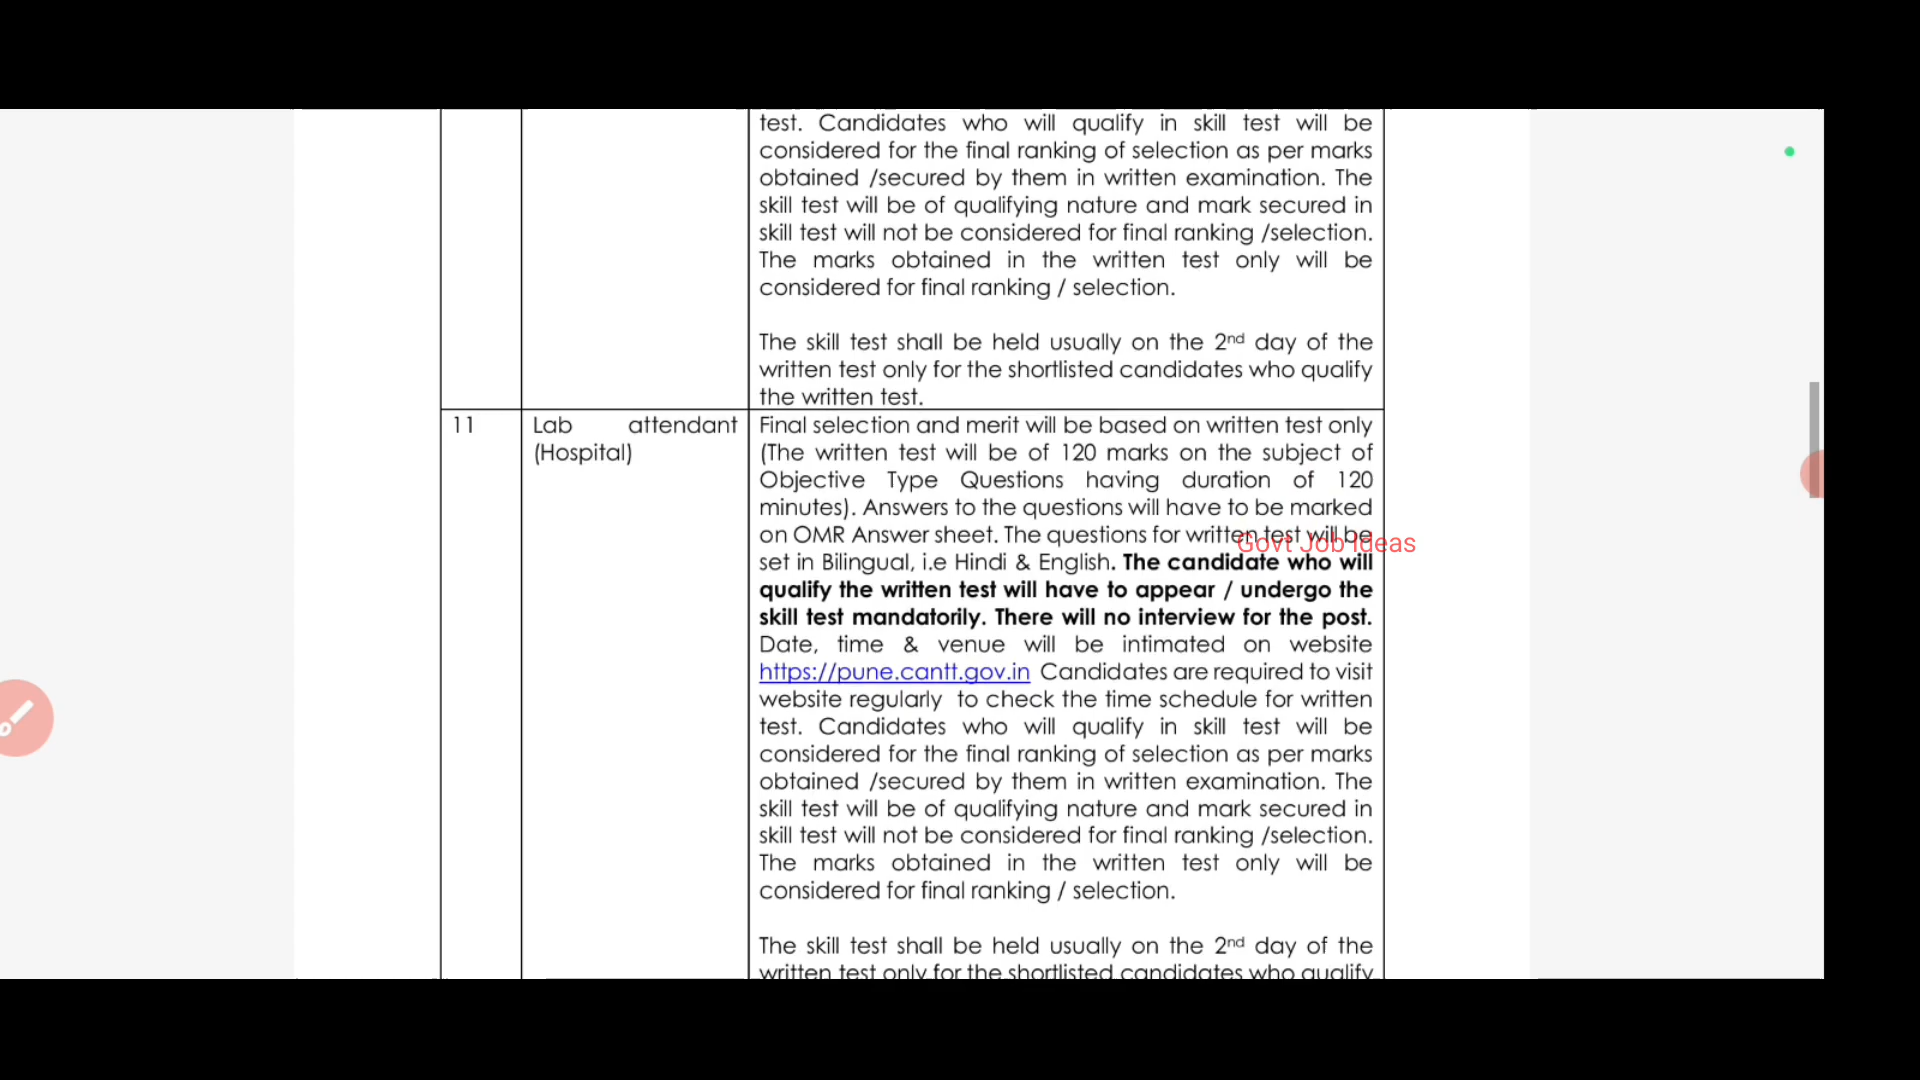 test. Candidates who will qualify in skill test will be
considered for the final ranking of selection as per marks
obtained /secured by them in written examination. The
skill test will be of qualifying nature and mark secured in
skill test will not be considered for final ranking /selection.
The marks obtained in the written test only will be
considered for final ranking / selection.
The skill test shall be held usually on the 2nd day of the
written test only for the shortlisted candidates who qualify
the written test.
11
Lab attendant
(Hospital)
Final selection and merit will be based on written test only
(The written test will be of 120 marks on the subject of
Objective Type Questions having duration of 120
minutes). Answers to the questions will have to be marked
on OMR Answer sheet. The questions for written test will be
Govt Job Ideas
set in Bilingual, i.e Hindi & English. The candidate who will
qualify the written test will have to appear / undergo the
skill test mandatorily. There will no interview for the post.
Date, time & venue will be intimated on website
https://pune.cantt.gov.in Candidates are required to visit
website regularly to check the time schedule for written
test. Candidates who will qualify in skill test will be
considered for the final ranking of selection as per marks
obtained /secured by them in written examination. The
skill test will be of qualifying nature and mark secured in
skill test will not be considered for final ranking /selection.
The marks obtained in the written test only will be
considered for final ranking / selection.
The skill test shall be held usually on the 2nd day of the
written test only for the shortlisted candidates who qualify